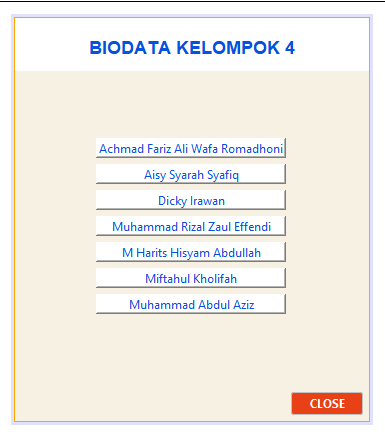 BIODATA KELOMPOK 4
Achmad Fariz Ali Wafa Romadhoni
Aisy Syarah Syafiq
Dicky Irawan
Muhammad Rizal Zaul Effendi
M Harits Hisyam Abdullah
Miftahul Kholifah
Muhammad Abdul Aziz
CLOSE